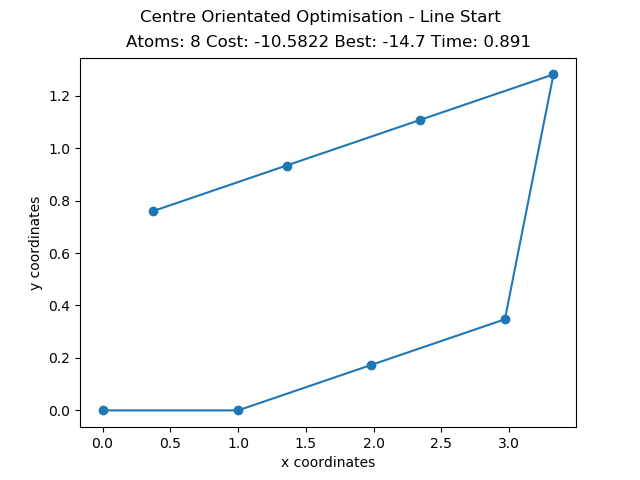 Centre Orientated Optimisation - Line Start
Atoms: 8 Cost: -10.5822 Best: -14.7 Time: 0.891
y coordinates
1.2
1.0
0.8
0.6
0.4
0.2
0.0
0.0 0.5 1.0 1.5 2.0 2.5 3.0
x coordinates